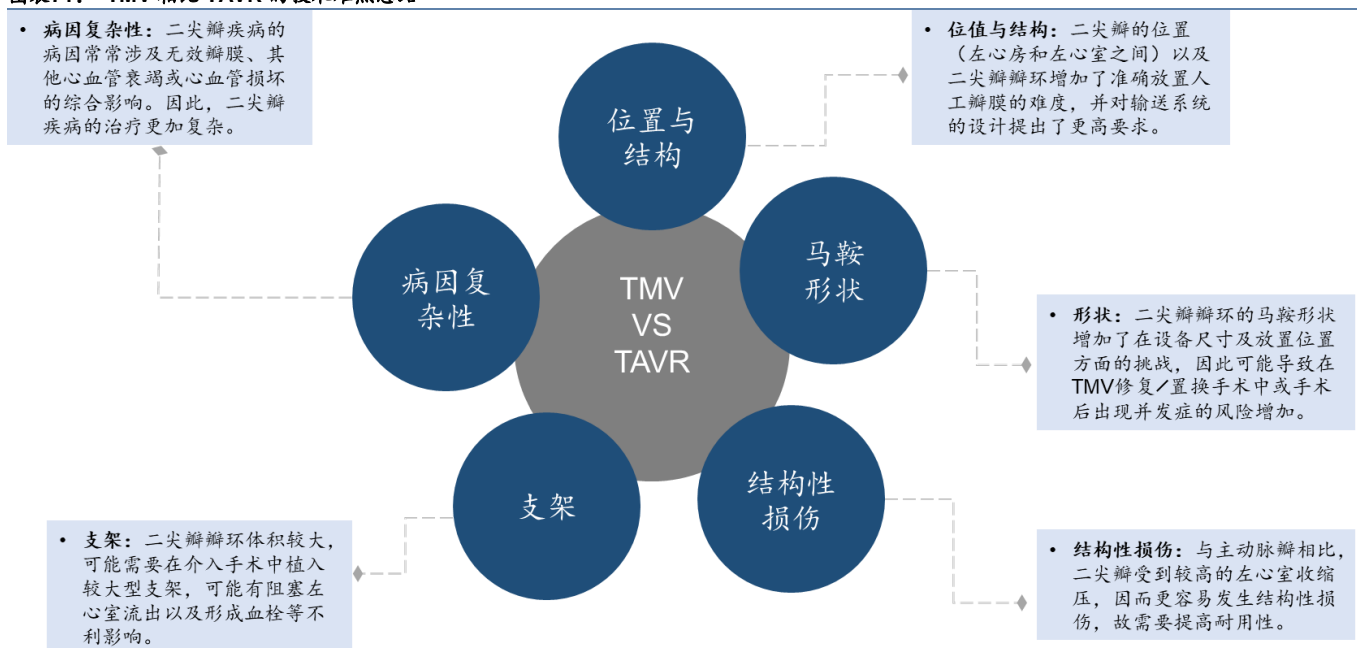 • 病因复杂性：二尖瓣疾病的
病因常常涉及无效瓣膜、其
他心血管衰竭或心血管损坏
的综合影响。因此，二尖瓣
疾病的治疗更加复杂。
• 位值与结构：二尖瓣的位置
（左心房和左心室之间）以及
二尖瓣瓣环增加了准确放置人
工瓣膜的难度，并对输送系统
的设计提出了更高要求。
位置与
结构
马鞍
形状
病因复
杂性
TMV
VS
TAVR
• 形状：二尖瓣瓣环的马鞍形状
增加了在设备尺寸及放置位置
方面的挑战，因此可能导致在
TMV修复/置换手术中或手术
后出现并发症的风险增加。
支架
结构性
损伤
• 支架：二尖瓣瓣环体积较大，
可能需要在介入手术中植入
较大型支架，可能有阻塞左
心室流出以及形成血栓等不
利影响。
• 结构性损伤：与主动脉瓣相比，
二尖瓣受到较高的左心室收缩
压，因而更容易发生结构性损
伤，故需要提高耐用性。